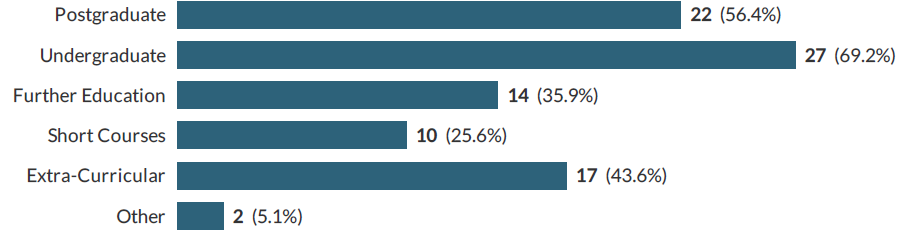 Postgraduate 22 (56.4%)
Undergraduate 27 (69.2%)
Further Education 14 (35.9%)
Short Courses 10 (25.6%)
Extra-Curricular 17 (43.6%)
Other 2 (5.1%)